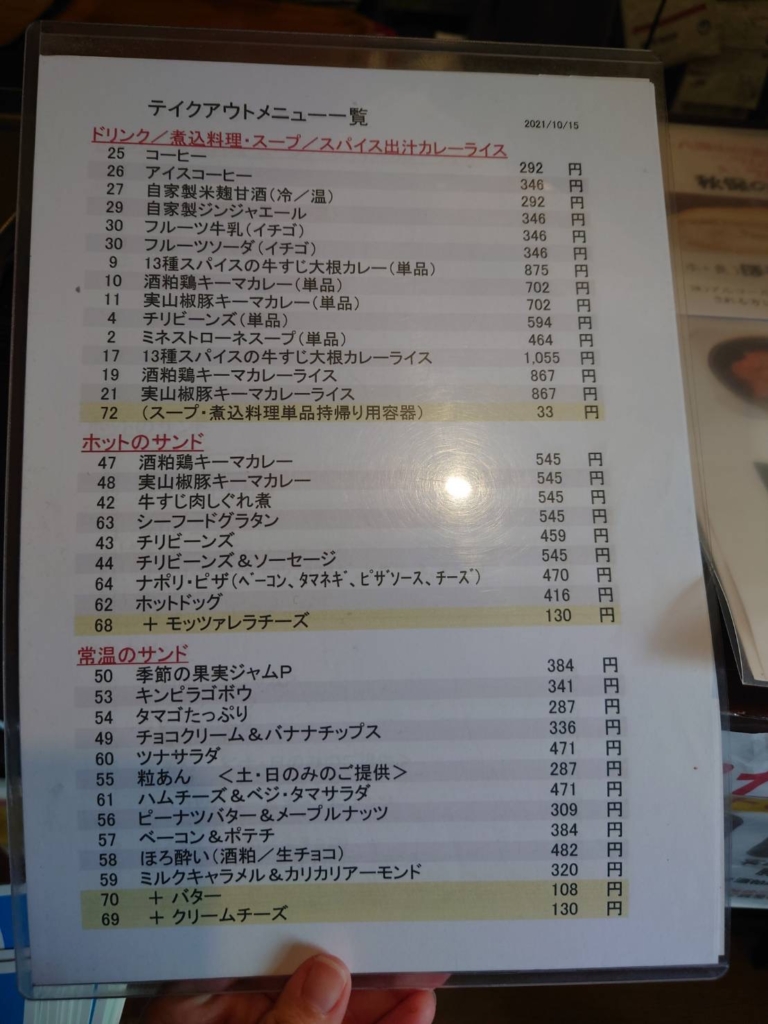 テイクアウトメニュー一覧
2021/10/15
ドリンク／煮込料理・スープ／スパイス出汁カレーライス
25 コーヒー 292 円
26 アイスコーヒー 346 円
27 自家製米麹甘酒（冷／温） 292 円
29 自家製ジンジャエール 346 円
30 フルーツ牛乳（イチゴ） 346 円
30 フルーツソーダ（イチゴ） 346 円
9 13種スパイスの牛すじ大根カレー（単品） 875 円
10 酒粕鶏キーマカレー（単品） 702 円
11 実山椒豚キーマカレー（単品） 702 円
4 チリビーンズ（単品） 594 円
2 ミネストローネスープ（単品） 464 円
17 13種スパイスの牛すじ大根カレーライス 1,055 円
19 酒粕鶏キーマカレーライス 867 円
21 実山椒豚キーマカレーライス 867 円
72 （スープ・煮込料理単品持帰り用容器） 33 円
ホットのサンド
47 酒粕鶏キーマカレー 545 円
48 実山椒豚キーマカレー 545 円
42 牛すじ肉しぐれ煮 545 円
63 シーフードグラタン 545 円
43 チリビーンズ 459 円
44 チリビーンズ＆ソーセージ 545 円
64 ナポリ・ピザ（ﾍﾞｰｺﾝ、ﾀﾏﾈｷﾞ、ﾋﾟｻﾞｿｰｽ、ﾁｰｽﾞ） 470 円
62 ホットドッグ 416 円
68 ＋ モッツァレラチーズ 130 円
常温のサンド
50 季節の果実ジャムP 384 円
53 キンピラゴボウ 341 円
54 タマゴたっぷり 287 円
49 チョコクリーム＆バナナチップス 336 円
60 ツナサラダ 471 円
55 粒あん ＜土・日のみのご提供＞ 287 円
61 ハムチーズ＆ベジ・タマサラダ 471 円
56 ピーナツバター＆メープルナッツ 309 円
57 ベーコン＆ポテチ 384 円
58 ほろ酔い（酒粕／生チョコ） 482 円
59 ミルクキャラメル＆カリカリアーモンド 320 円
70 ＋ バター 108 円
69 ＋ クリームチーズ 130 円